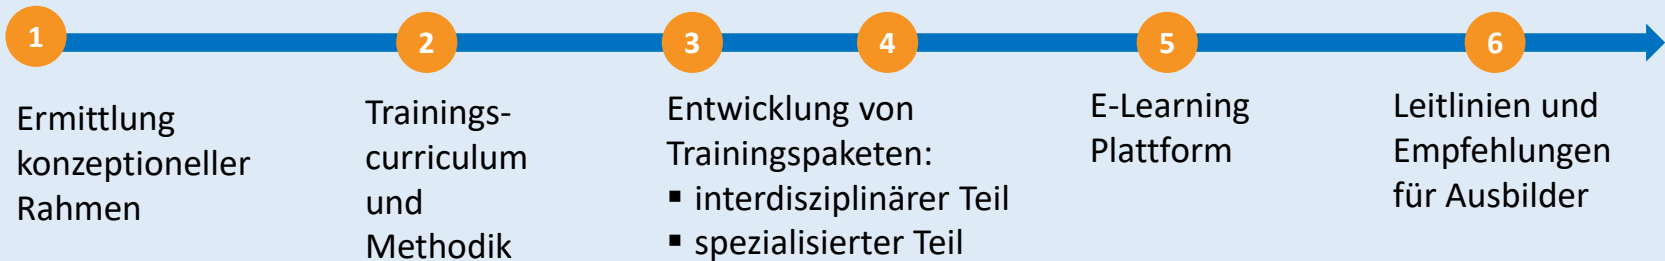 1
2
3
4
5
6
Ermittlung
konzeptioneller
Rahmen
Trainings-
curriculum
und
Methodik
Entwicklung von
Trainingspaketen:
▪ interdisziplinärer Teil
▪ spezialisierter Teil
E-Learning
Plattform
Leitlinien und
Empfehlungen
für Ausbilder